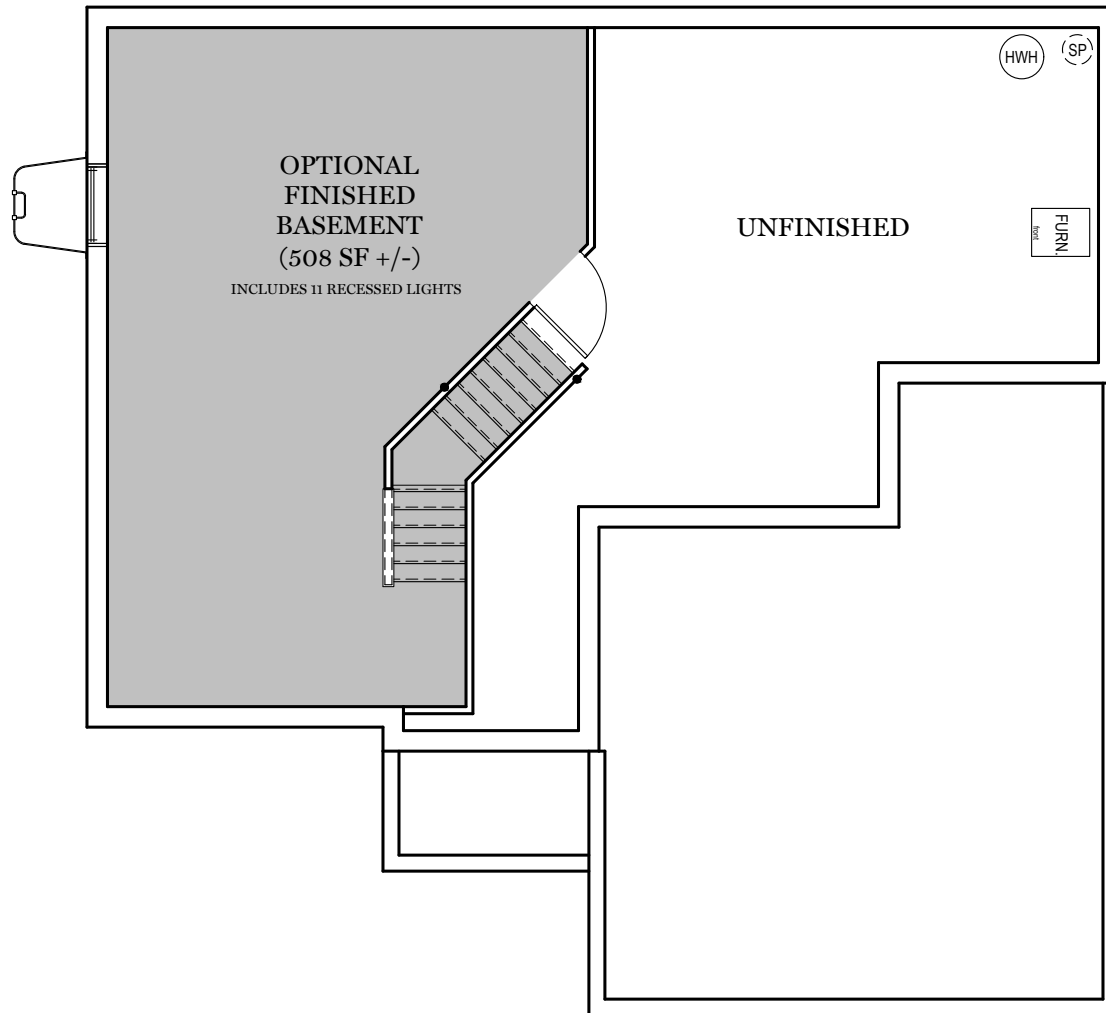 HWH
SP
OPTIONAL
FINISHED
BASEMENT
(508 SF +/-)
INCLUDES 11 RECESSED LIGHTS
UNFINISHED
FURN.
front